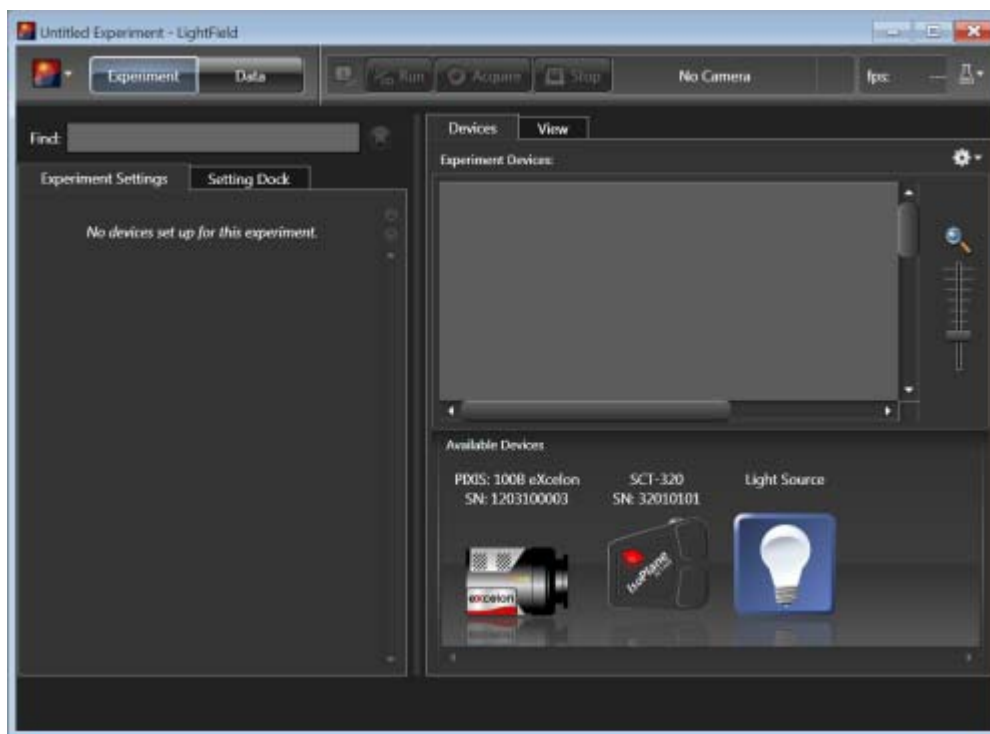 Untitled Experiment - LightField
Experiment Data Run Acquire Stop No Camera fps: ---
Find:
Experiment Settings Setting Dock
No devices set up for this experiment.
Devices View
Experiment Devices:
Available Devices
PIXIS: 100B eXcelon
SN: 1203100003
SCT-320
SN: 32010101
Light Source
eXcelon
IsoPlane